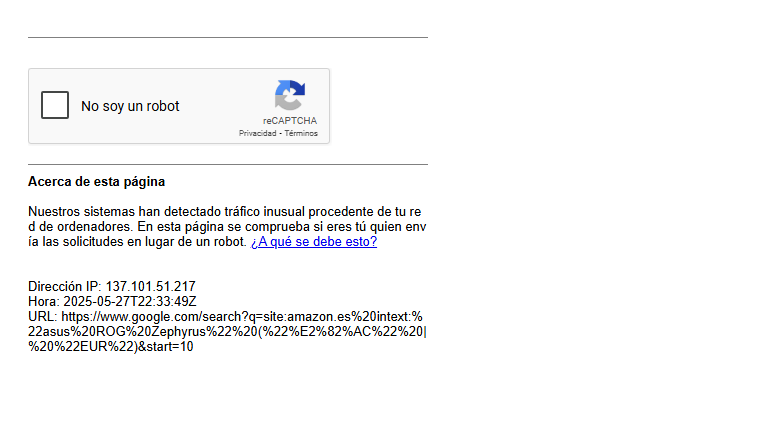 No soy un robot
reCAPTCHA
Privacidad - Términos
Acerca de esta página
Nuestros sistemas han detectado tráfico inusual procedente de tu re
d de ordenadores. En esta página se comprueba si eres tú quien env
ía las solicitudes en lugar de un robot. ¿A qué se debe esto?
Dirección IP: 137.101.51.217
Hora: 2025-05-27T22:33:49Z
URL: https://www.google.com/search?q=site:amazon.es%20intext:%
22asus%20ROG%20Zephyrus%22%20(%22%E2%82%AC%22%20|
%20%22EUR%22)&start=10